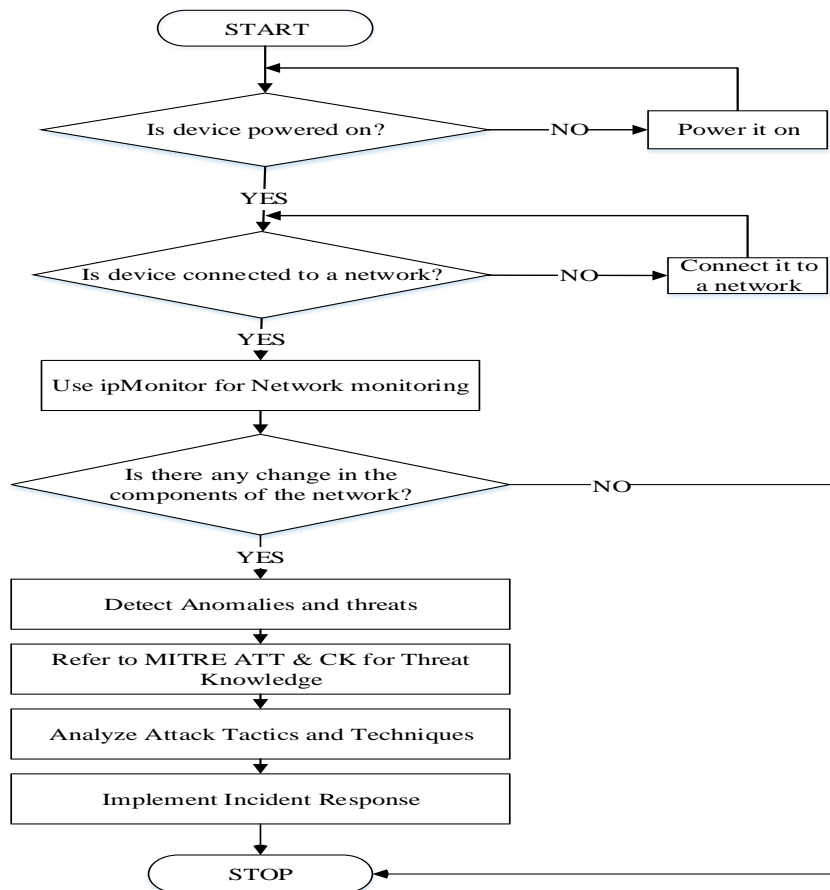 START
Is device powered on?
NO
Power it on
YES
Is device connected to a network?
NO
Connect it to
a network
YES
Use ipMonitor for Network monitoring
Is there any change in the
components of the network?
NO
YES
Detect Anomalies and threats
Refer to MITRE ATT & CK for Threat
Knowledge
Analyze Attack Tactics and Techniques
Implement Incident Response
STOP